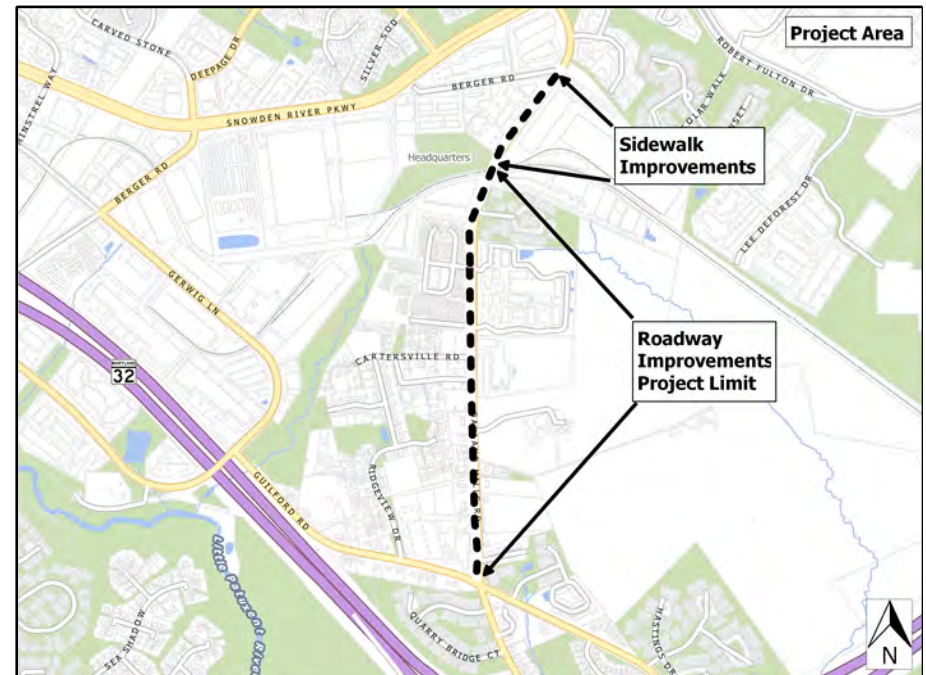 Project Area
CARVED STONE
DEEPAGE DR
SILVER SOD
ROBERT FULTON DR
BERGER RD
SNOWDEN RIVER PKWY
Sidewalk
Improvements
Headquarters
BERGER RD
LEE DEFOREST DR
GERWIG LN
Roadway
Improvements
Project Limit
CARTERSVILLE RD
MARYLAND
32
GUILFORD RD
RIDGEVIEW DR
Little Patuxent River
QUARRY BRIDGE CT
HASTINGS DR
SEA SHADOW
N